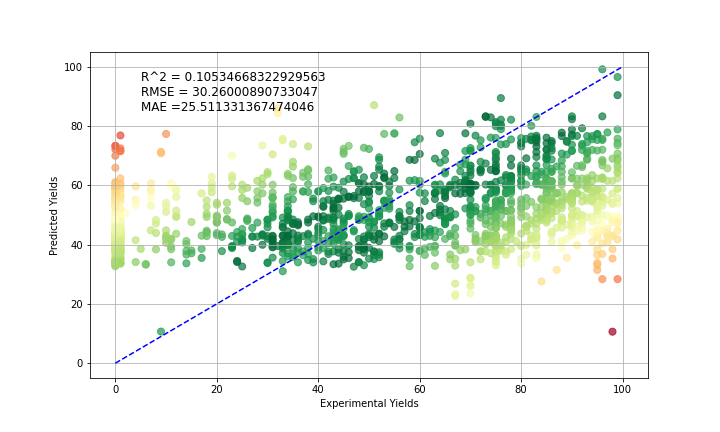 R^2 = 0.10534668322929563
RMSE = 30.26000890733047
MAE =25.511331367474046
100
80
60
40
20
0
Predicted Yields
0 20 40 60 80 100
Experimental Yields